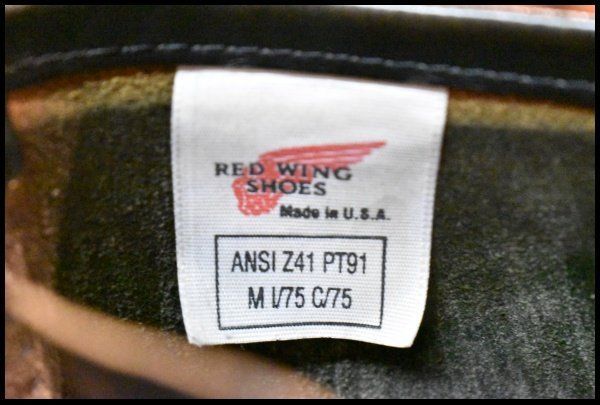 RED WING
SHOES
Made in U.S.A.
ANSI Z41 PT91
M I/75 C/75